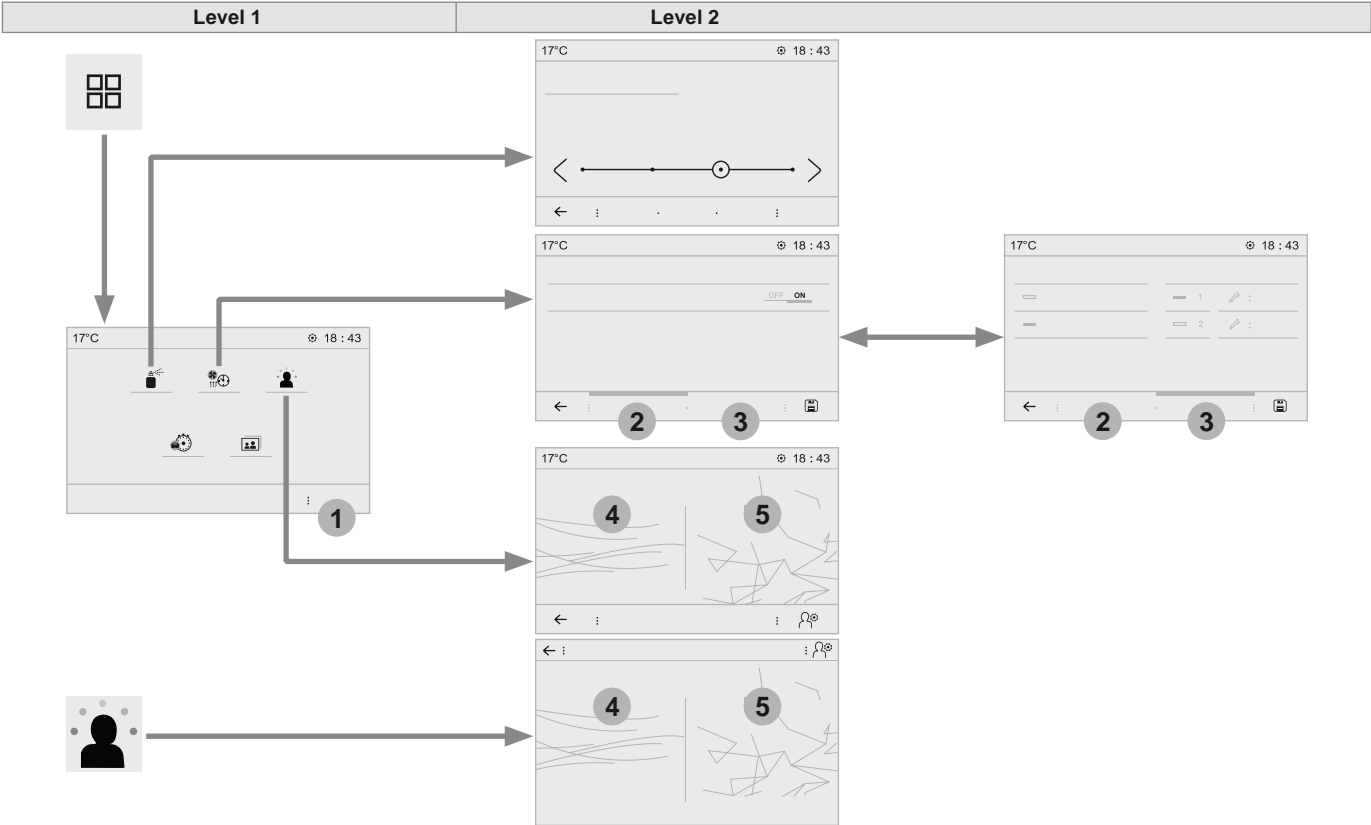 Level 1 Level 2
17°C 18 : 43
17°C 18 : 43
OFF ON
2 3
17°C 18 : 43
1 :
2 :
2 3
17°C 18 : 43
1
17°C 18 : 43
4 5
4 5